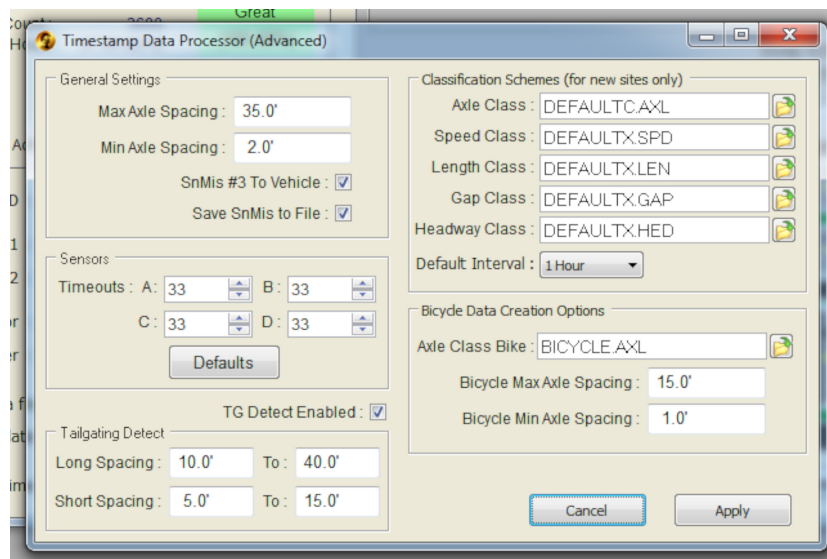 Great
3600
Timestamp Data Processor (Advanced)
General Settings
Max Axle Spacing : 35.0'
Min Axle Spacing : 2.0'
SnMis #3 To Vehicle :
Save SnMis to File :
Sensors
Timeouts : A: 33 B: 33
C: 33 D: 33
Defaults
TG Detect Enabled :
Tailgating Detect
Long Spacing : 10.0' To : 40.0'
Short Spacing : 5.0' To : 15.0'
Classification Schemes (for new sites only)
Axle Class : DEFAULTC.AXL
Speed Class : DEFAULTX.SPD
Length Class : DEFAULTX.LEN
Gap Class : DEFAULTX.GAP
Headway Class : DEFAULTX.HED
Default Interval : 1 Hour
Bicycle Data Creation Options
Axle Class Bike : BICYCLE.AXL
Bicycle Max Axle Spacing : 15.0'
Bicycle Min Axle Spacing : 1.0'
Cancel Apply